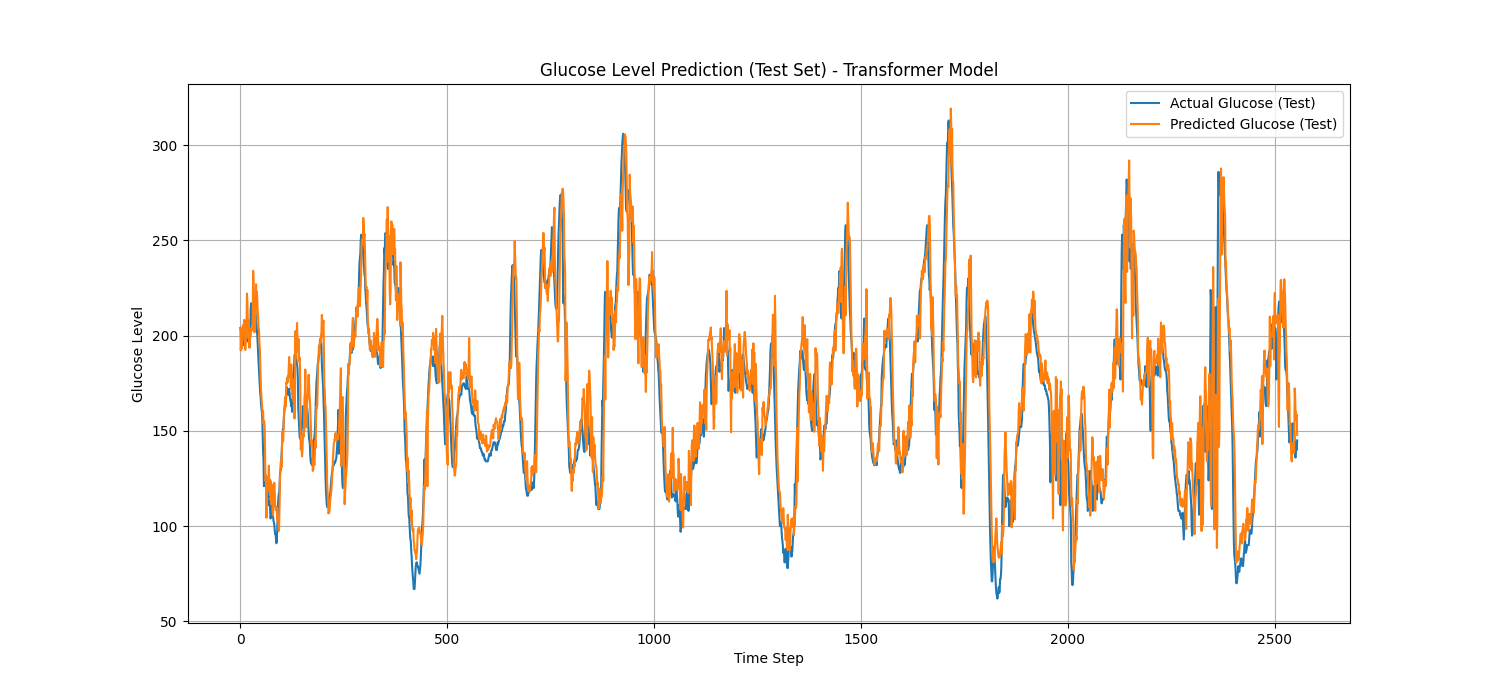 Glucose Level Prediction (Test Set) - Transformer Model
Actual Glucose (Test)
Predicted Glucose (Test)
Glucose Level
300
250
200
150
100
50
0
500
1000
1500
2000
2500
Time Step